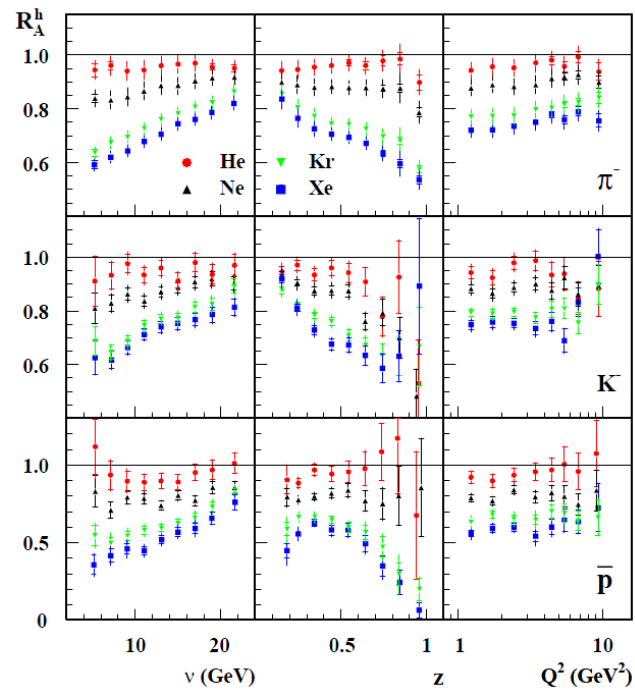 R_A^h
1.0
0.8
0.6
He
Ne
Kr
Xe
π⁻
1.0
0.8
0.6
K⁻
1.0
0.5
0
p̄
10
20
0.5
1
1
10
ν (GeV)
z
Q² (GeV²)